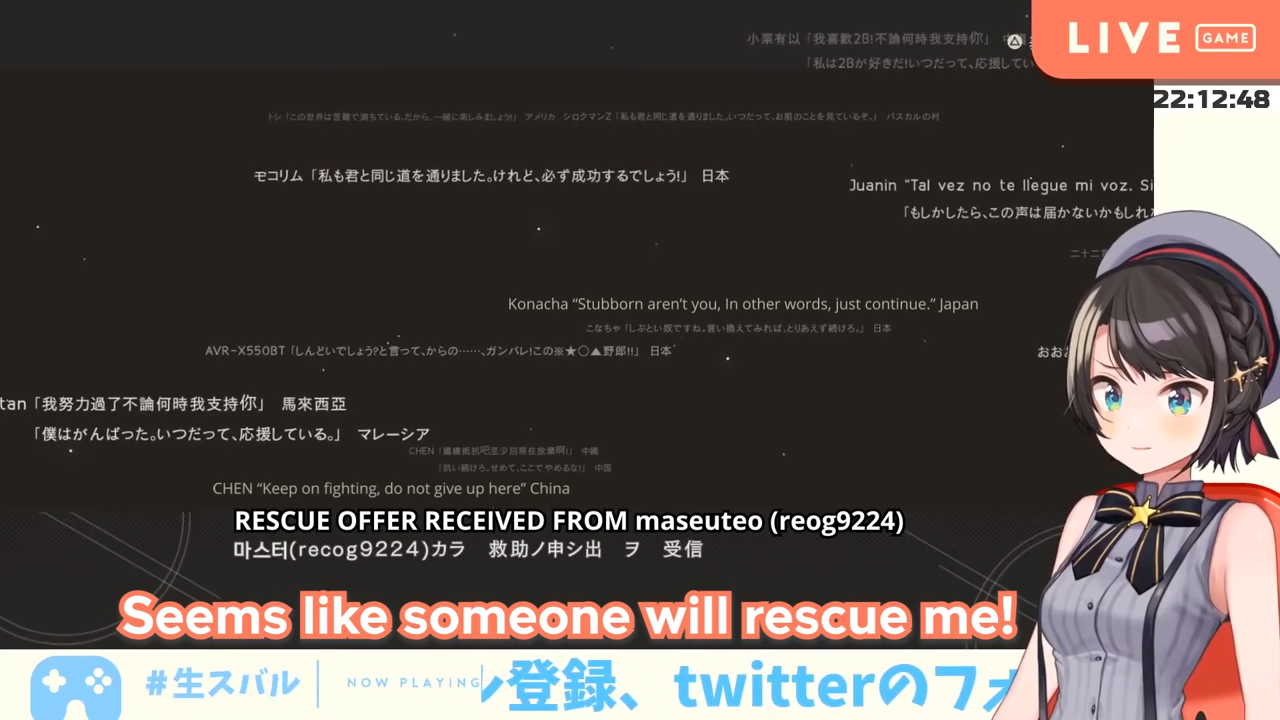 小栗有以「我喜歡2B!不論何時我支持你」
「私は2Bが好きだ!いつだって、応援してい
LIVE GAME
22:12:48
トシ「この世界は苦難で満ちている。だから、一緒に楽しみましょう!」 アメリカ シロクマンZ「私も君と同じ道を通りました。いつだって、お前のことを見ているぞ。」 パスカルの村
モコリム「私も君と同じ道を通りました。けれど、必ず成功するでしょう!」 日本
Juanin "Tal vez no te llegue mi voz. Si
「もしかしたら、この声は届かないかもしれ
二十二
Konacha “Stubborn aren’t you, In other words, just continue.” Japan
こなちゃ「しぶとい奴ですね。言い換えてみれば、とりあえず続けろ。」 日本
AVR-X550BT「しんどいでしょう?と言って、からの……、ガンバレ!この※★○▲野郎!!」 日本
おお
tan「我努力過了不論何時我支持你」 馬來西亞
「僕はがんばった。いつだって、応援している。」 マレーシア
CHEN「繼續抵抗吧至少別現在放棄啊!」 中國
「抗い続けろ。せめて、ここでやめるな!」 中国
CHEN “Keep on fighting, do not give up here” China
RESCUE OFFER RECEIVED FROM maseuteo (reog9224)
마스터(recog9224)カラ 救助ノ申シ出 ヲ 受信
Seems like someone will rescue me!
#生スバル NOW PLAYING
ン登録、twitterのフォ